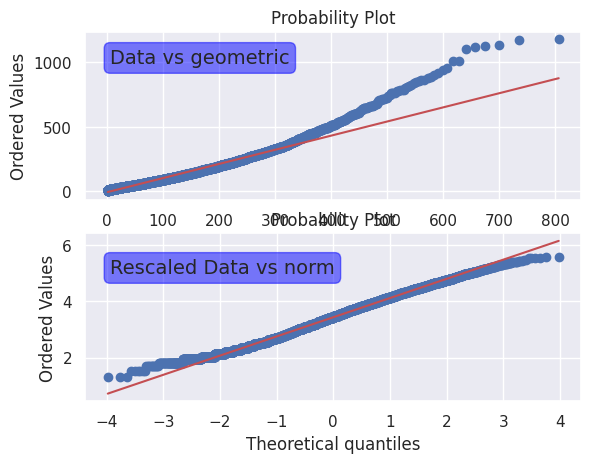 Probability Plot
Data vs geometric
Ordered Values
1000
500
0
0 100 200 300 400 500 600 700 800
Probability Plot
Rescaled Data vs norm
Ordered Values
6
4
2
−4 −3 −2 −1 0 1 2 3 4
Theoretical quantiles